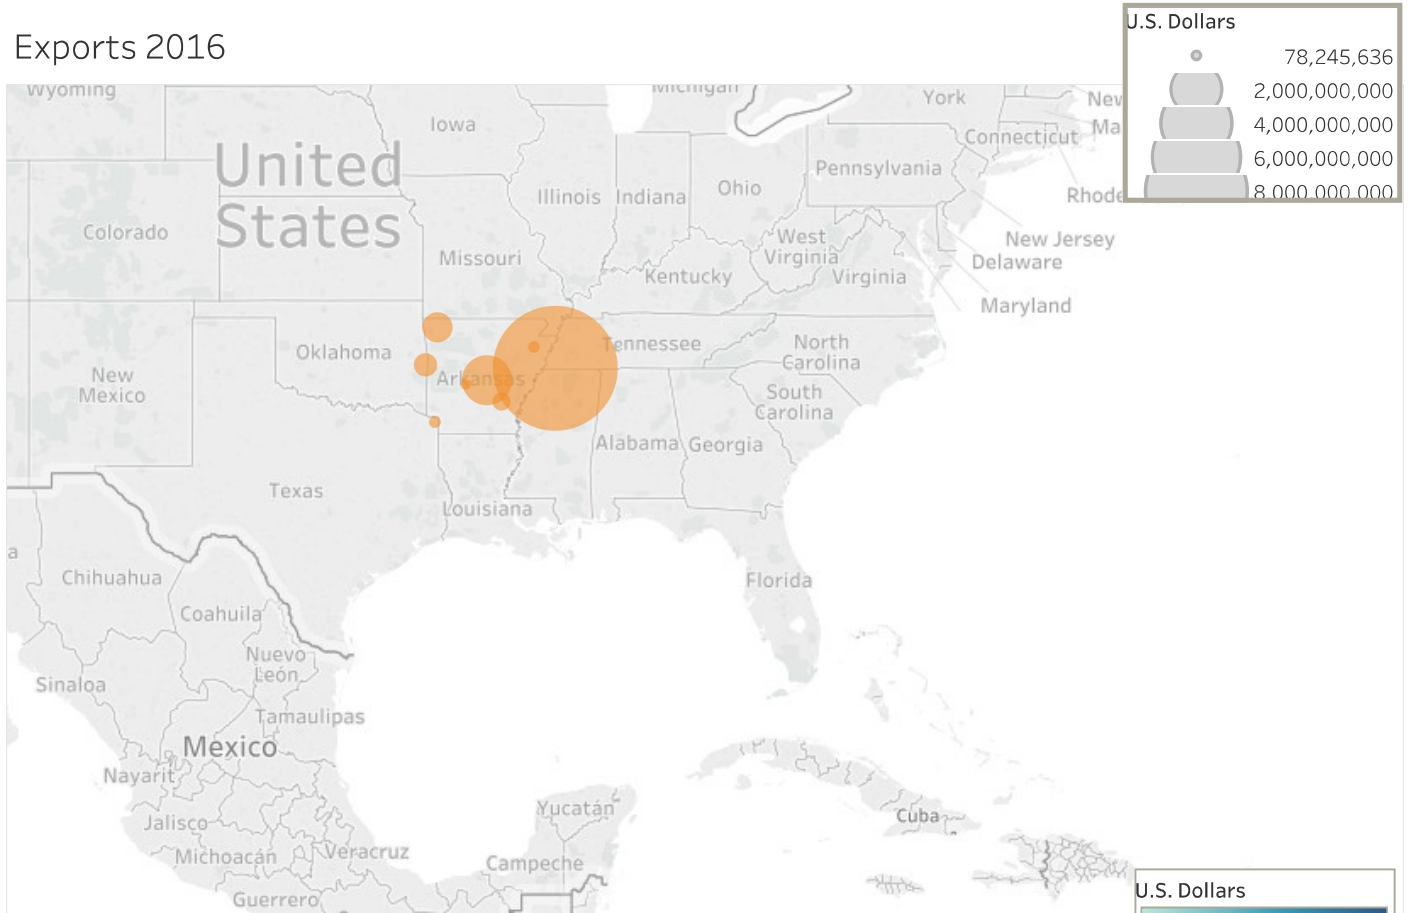 Exports 2016
U.S. Dollars
78,245,636
2,000,000,000
4,000,000,000
6,000,000,000
8,000,000,000
Wyoming
Michigan
York
New
Iowa
Ma
Connecticut
United
States
Pennsylvania
Illinois
Indiana
Ohio
Rhode
Colorado
West
Virginia
New Jersey
Missouri
Delaware
Kentucky
Virginia
Maryland
Oklahoma
Tennessee
North
Carolina
New
Mexico
Arkansas
South
Carolina
Alabama
Georgia
Texas
Louisiana
a
Chihuahua
Florida
Coahuila
Nuevo
León
Sinaloa
Tamaulipas
Mexico
Nayarit
Yucatán
Cuba
Jalisco
Michoacán
Veracruz
Campeche
Guerrero
U.S. Dollars